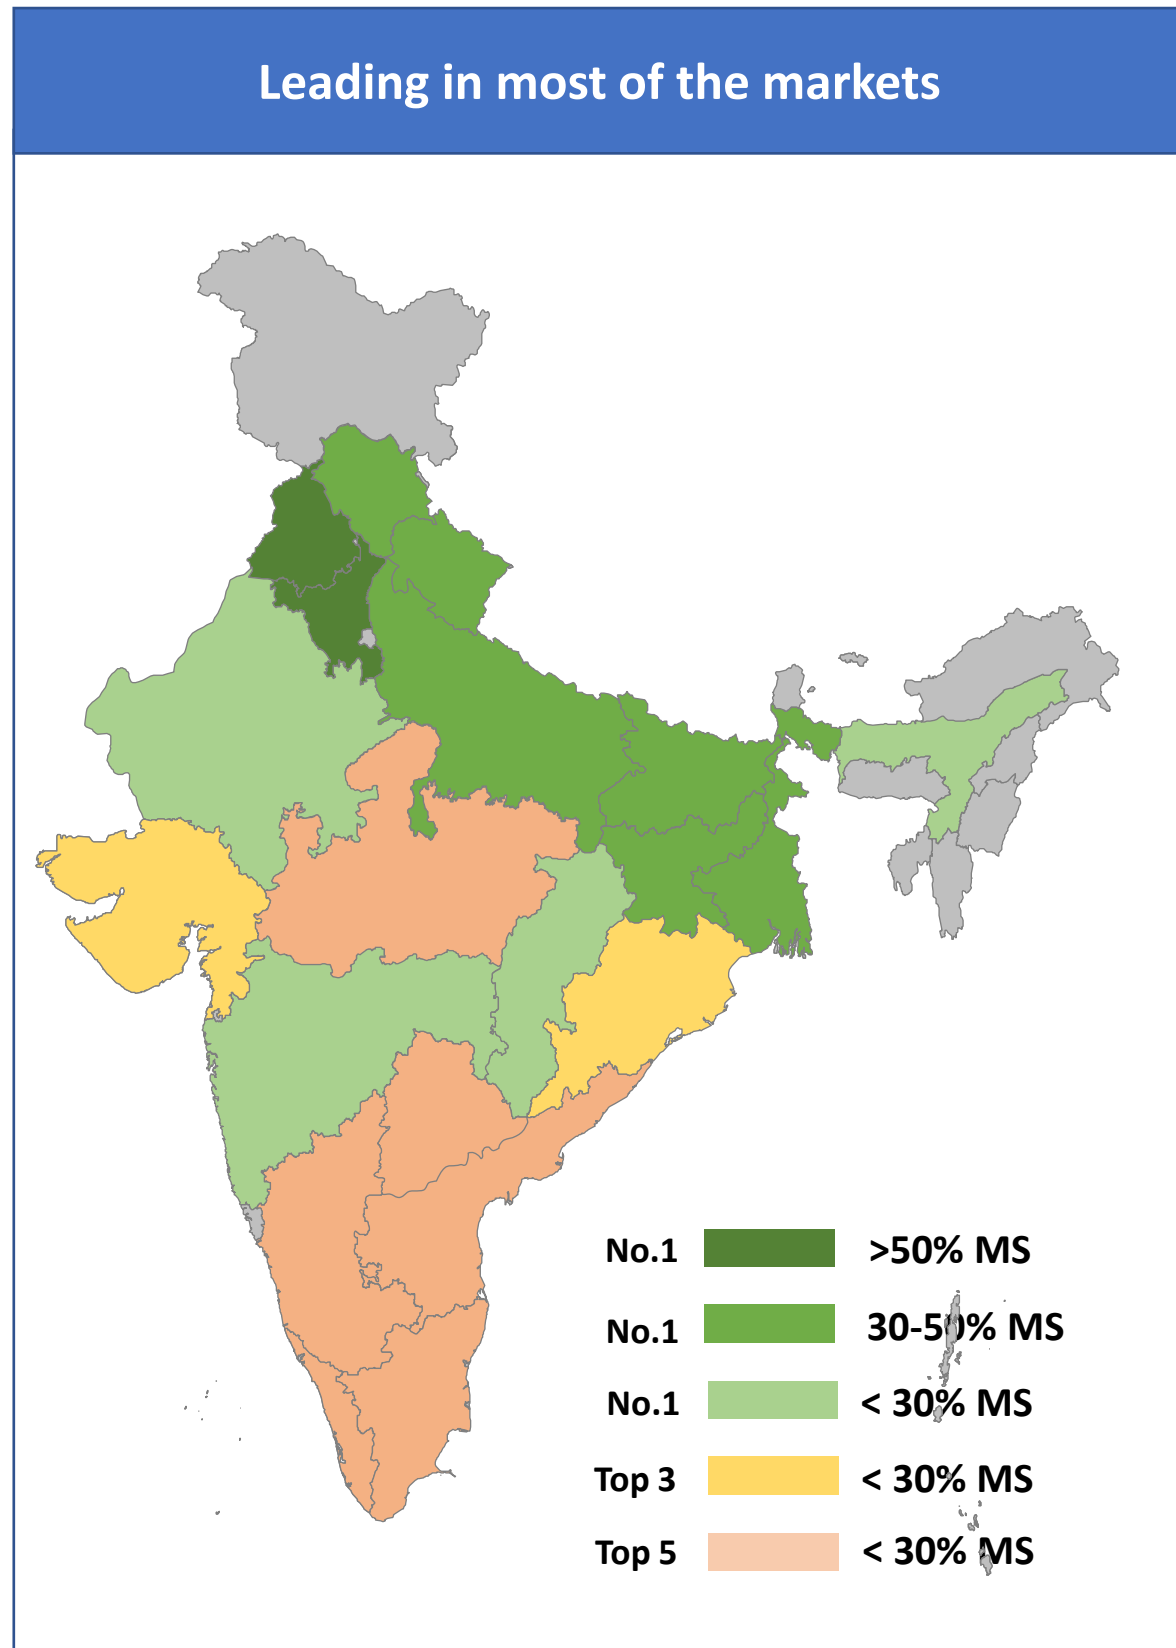 Leading in most of the markets
No.1 >50% MS
No.1 30-50% MS
No.1 < 30% MS
Top 3 < 30% MS
Top 5 < 30% MS